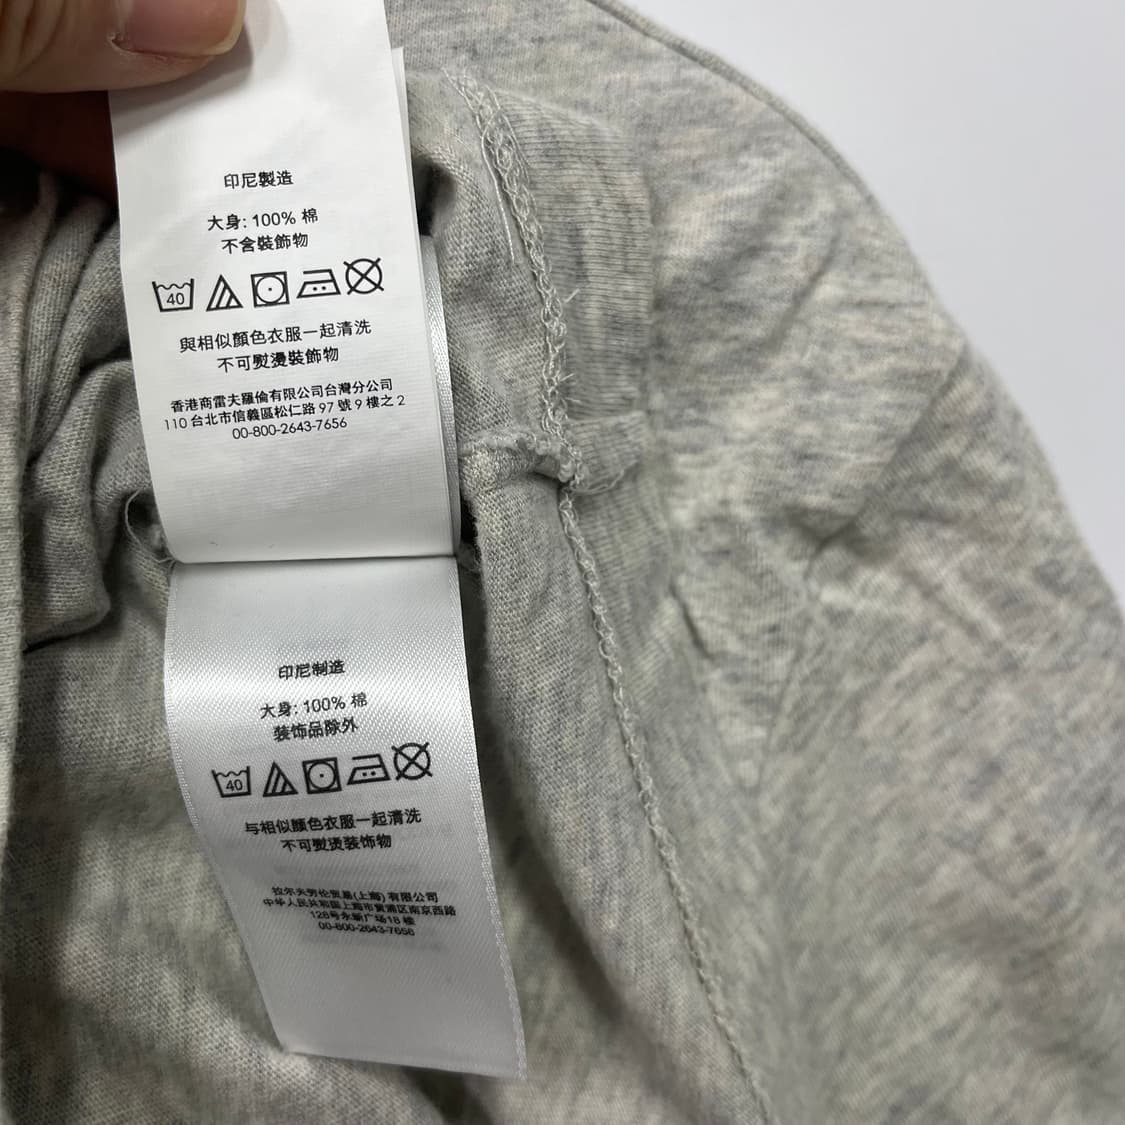 印尼製造
大身: 100% 棉
不含裝飾物
40
與相似顏色衣服一起清洗
不可熨燙裝飾物
香港商雷夫羅倫有限公司台灣分公司
110 台北市信義區松仁路 97 號 9 樓之 2
00-800-2643-7656
印尼制造
大身: 100% 棉
装饰品除外
40
与相似颜色衣服一起清洗
不可熨烫装饰物
拉尔夫劳伦贸易(上海) 有限公司
中华人民共和国上海市黄浦区南京西路
128号永新广场18 楼
00-800-2643-7656